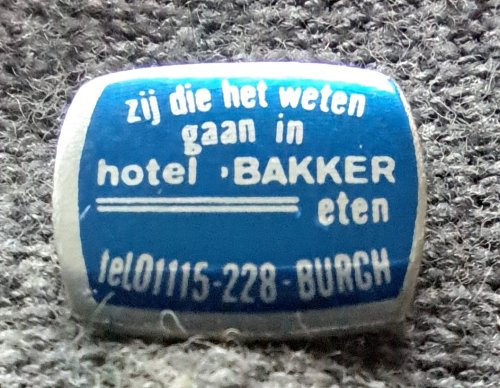 zij die het weten
gaan in
hotel BAKKER
eten
tel.01115-228-BURGH